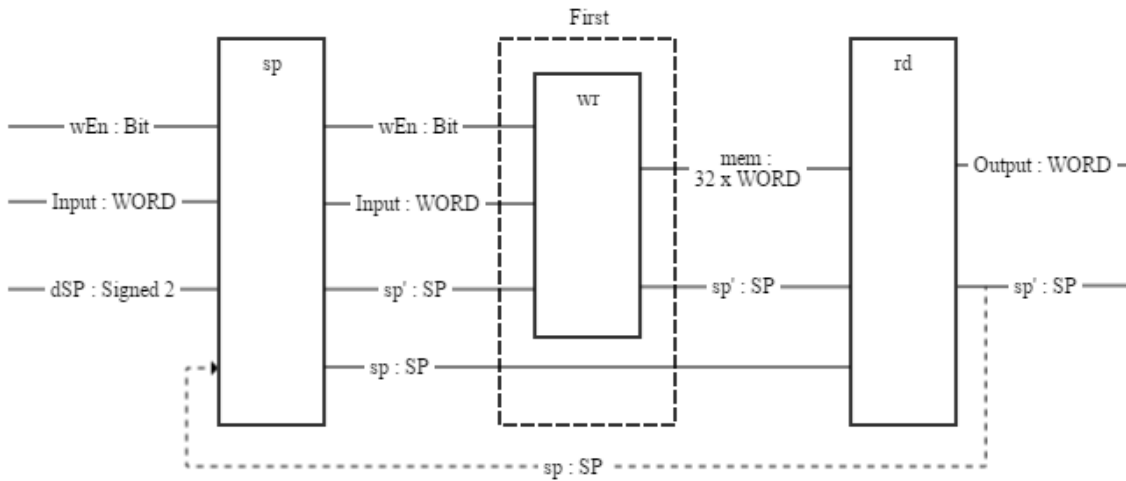 First
sp
wr
rd
wEn : Bit
wEn : Bit
mem :
32 x WORD
Output : WORD
Input : WORD
Input : WORD
dSP : Signed 2
sp' : SP
sp' : SP
sp' : SP
sp : SP
sp : SP